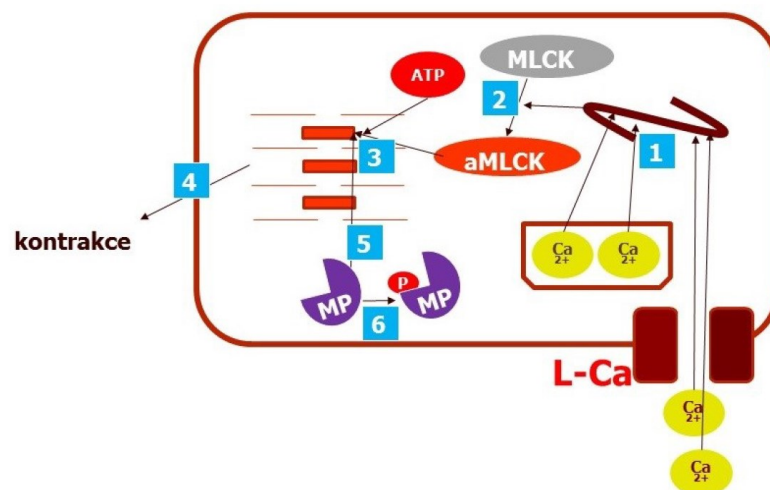 MLCK
ATP
2
1
3
aMLCK
4
kontrakce
5
Ca
2+
Ca
2+
MP
P
MP
6
L-Ca
Ca
2+
Ca
2+